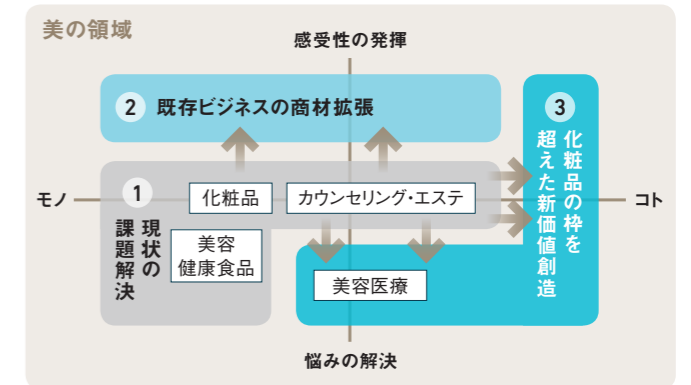 美の領域
感受性の発揮
2 既存ビジネスの商材拡張
3
化粧品の枠を
超えた新価値創造
モノ
コト
1
現状の
課題解決
化粧品
カウンセリング・エステ
美容
健康食品
美容医療
悩みの解決